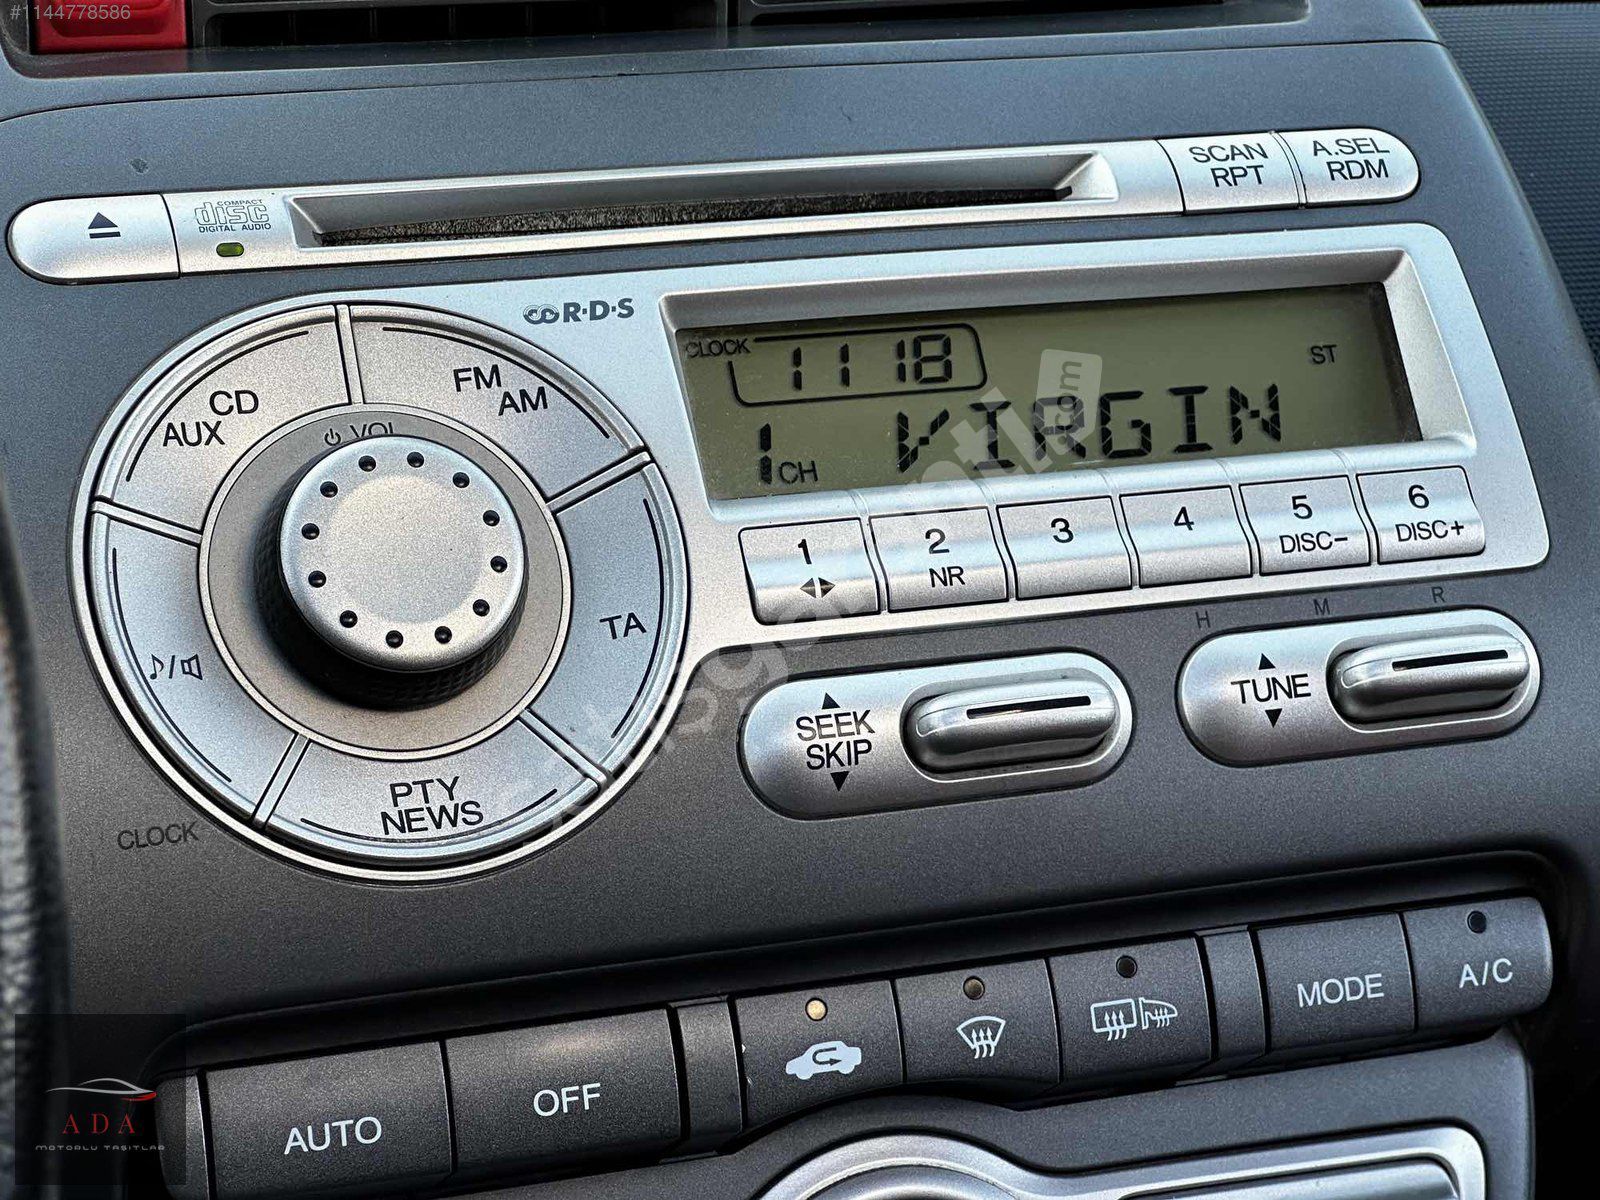 #1144778586
COMPACT
disc
DIGITAL AUDIO
SCAN
RPT
A.SEL
RDM
R·D·S
CLOCK 11 18
ST
1 CH VIRGIN
CD
AUX
FM
AM
VOL
TA
PTY
NEWS
CLOCK
1
2
NR
3
4
5
DISC-
6
DISC+
H M R
SEEK
SKIP
TUNE
AUTO
OFF
MODE
A/C
ADA
MOTORLU TAŞITLAR